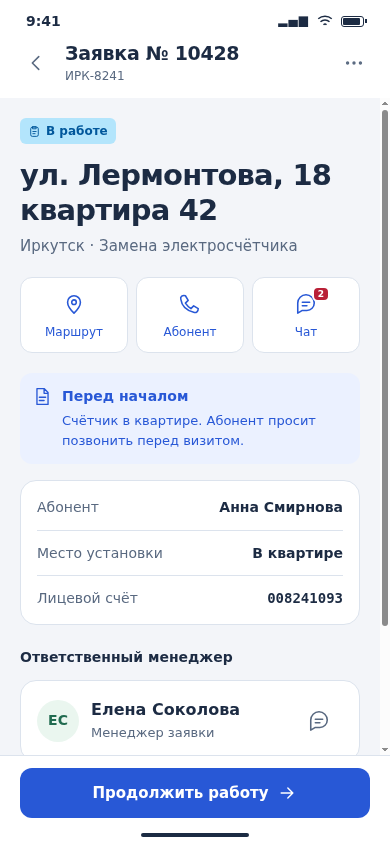 9:41
Заявка № 10428
ИРК-8241
В работе
ул. Лермонтова, 18
квартира 42
Иркутск · Замена электросчётчика
Маршрут
Абонент
2
Чат
Перед началом
Счётчик в квартире. Абонент просит
позвонить перед визитом.
Абонент Анна Смирнова
Место установки В квартире
Лицевой счёт 008241093
Ответственный менеджер
ЕС
Елена Соколова
Менеджер заявки
Продолжить работу